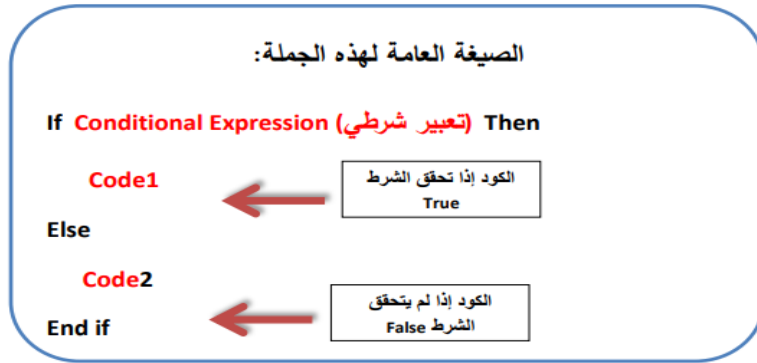 الصيغة العامة لهذه الجملة:
If Conditional Expression (تعبير شرطي) Then
Code1
الكود إذا تحقق الشرط
True
Else
Code2
الكود إذا لم يتحقق
الشرط False
End if